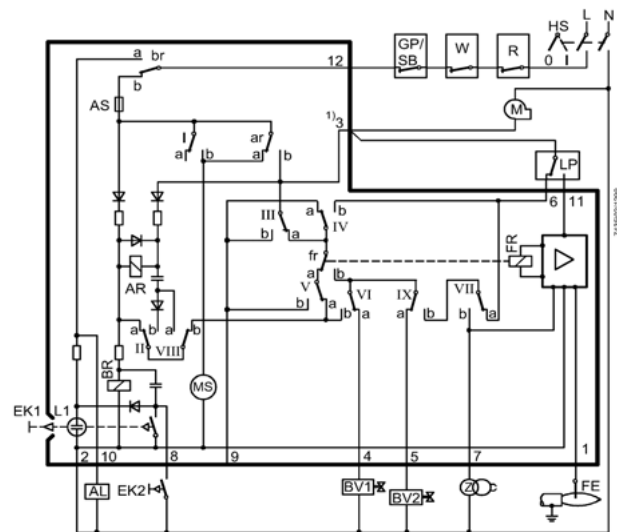 HS L N
a br
b
12
GP/
SB
W
R
0 I
AS
M
1)3
I
a b
ar
a b
LP
6 11
III
b a
a b
IV
fr
FR
AR
a b
V
b a
VI
b a
IX
a b
VII
b a
a b a b
II VIII
BR
MS
EK1 L1
2 10 8 9 4 5 7 1
AL
EK2
BV1
BV2
Z
FE